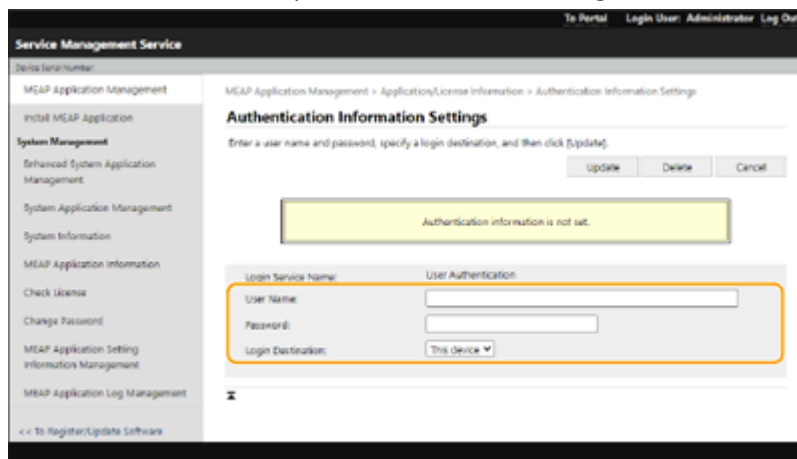 To Portal Login User: Administrator Log Out
Service Management Service
Device Serial Number:
MEAP Application Management
Install MEAP Application
System Management
Enhanced System Application
Management
System Application Management
System Information
MEAP Application Information
Check License
Change Password
MEAP Application Setting
Information Management
MEAP Application Log Management
<< To Register/Update Software
MEAP Application Management > Application/License Information > Authentication Information Settings
Authentication Information Settings
Enter a user name and password, specify a login destination, and then click [Update].
Update Delete Cancel
Authentication information is not set.
Login Service Name: User Authentication
User Name:
Password:
Login Destination: This device